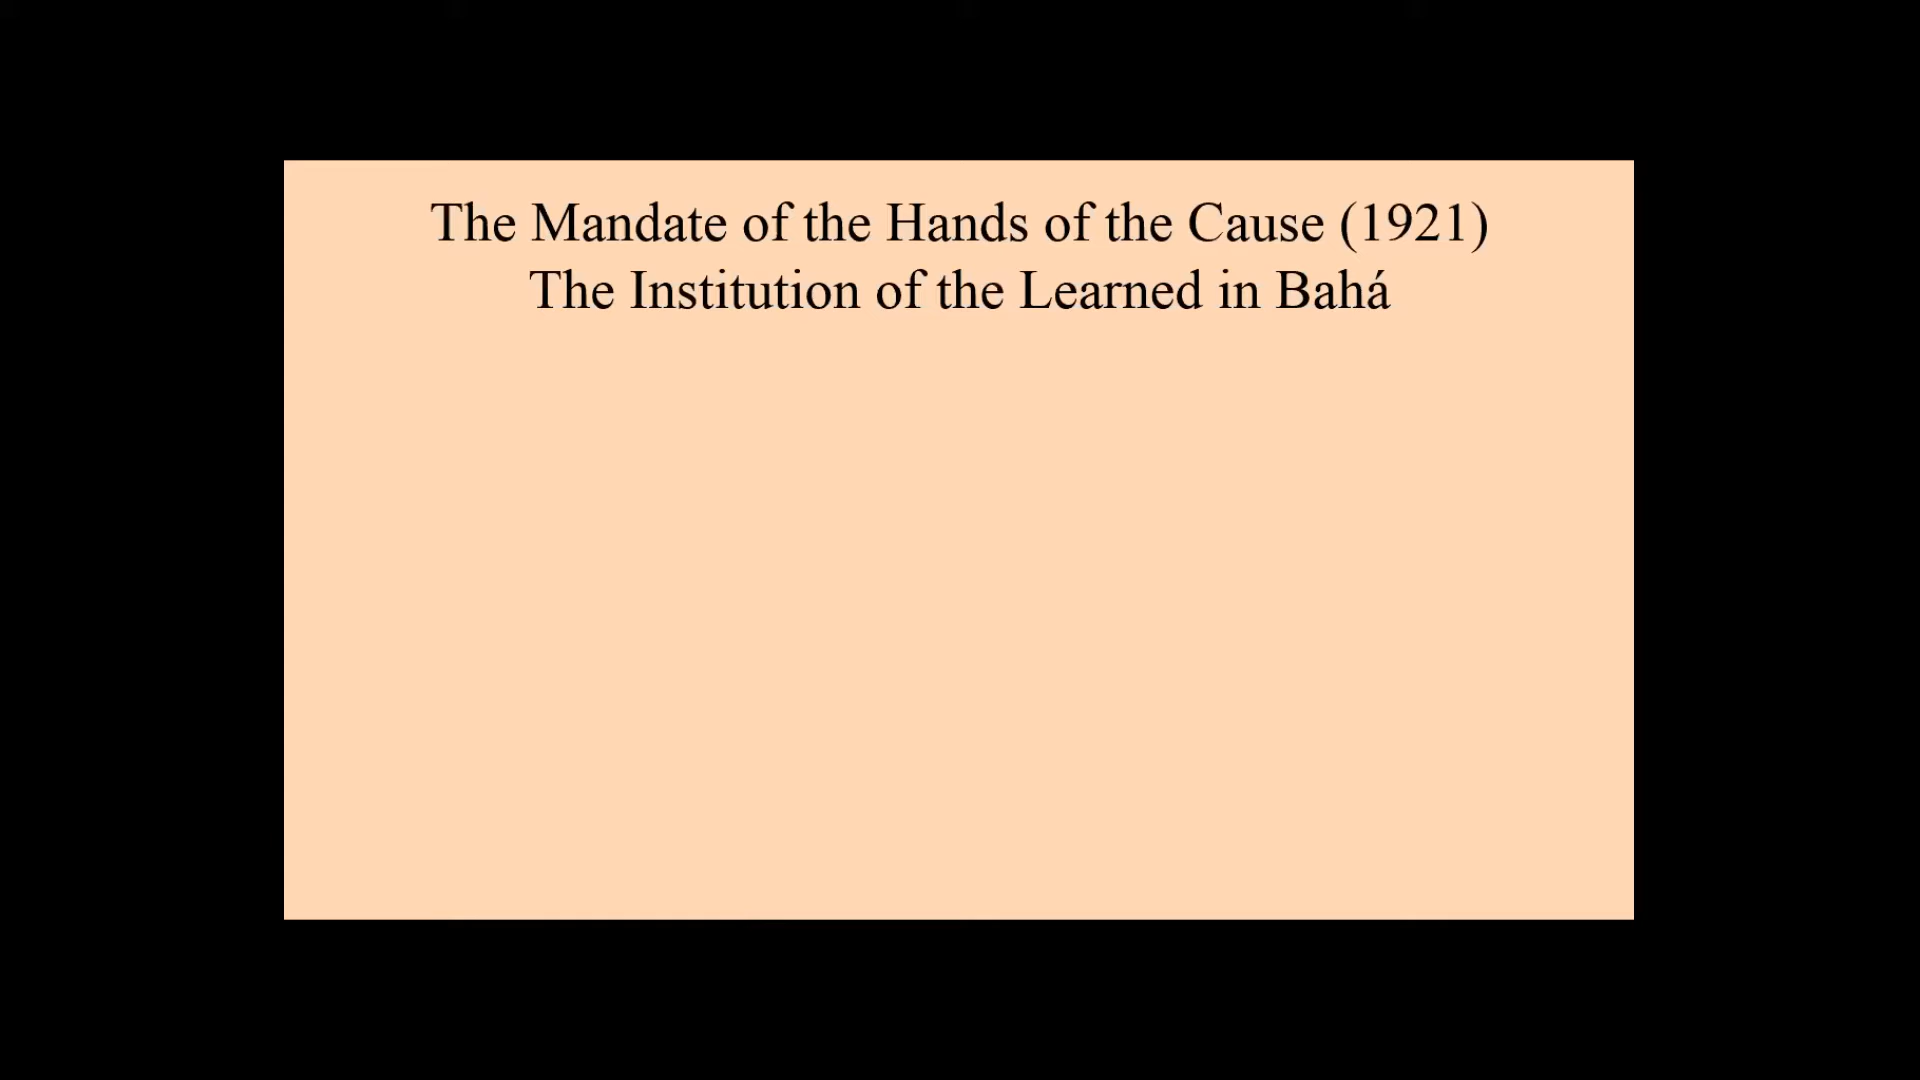 The Mandate of the Hands of the Cause (1921)
The Institution of the Learned in Bahá